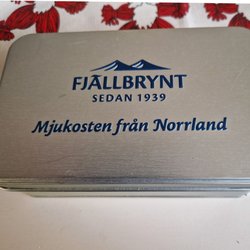 FJÄLLBRYNT
SEDAN 1939
Mjukosten från Norrland